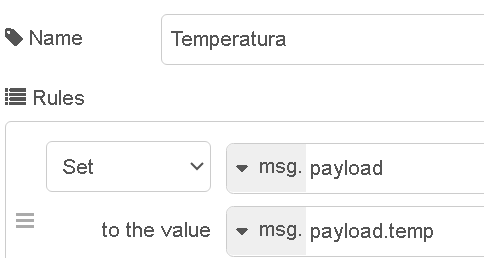 Name Temperatura
Rules
Set msg. payload
to the value msg. payload.temp